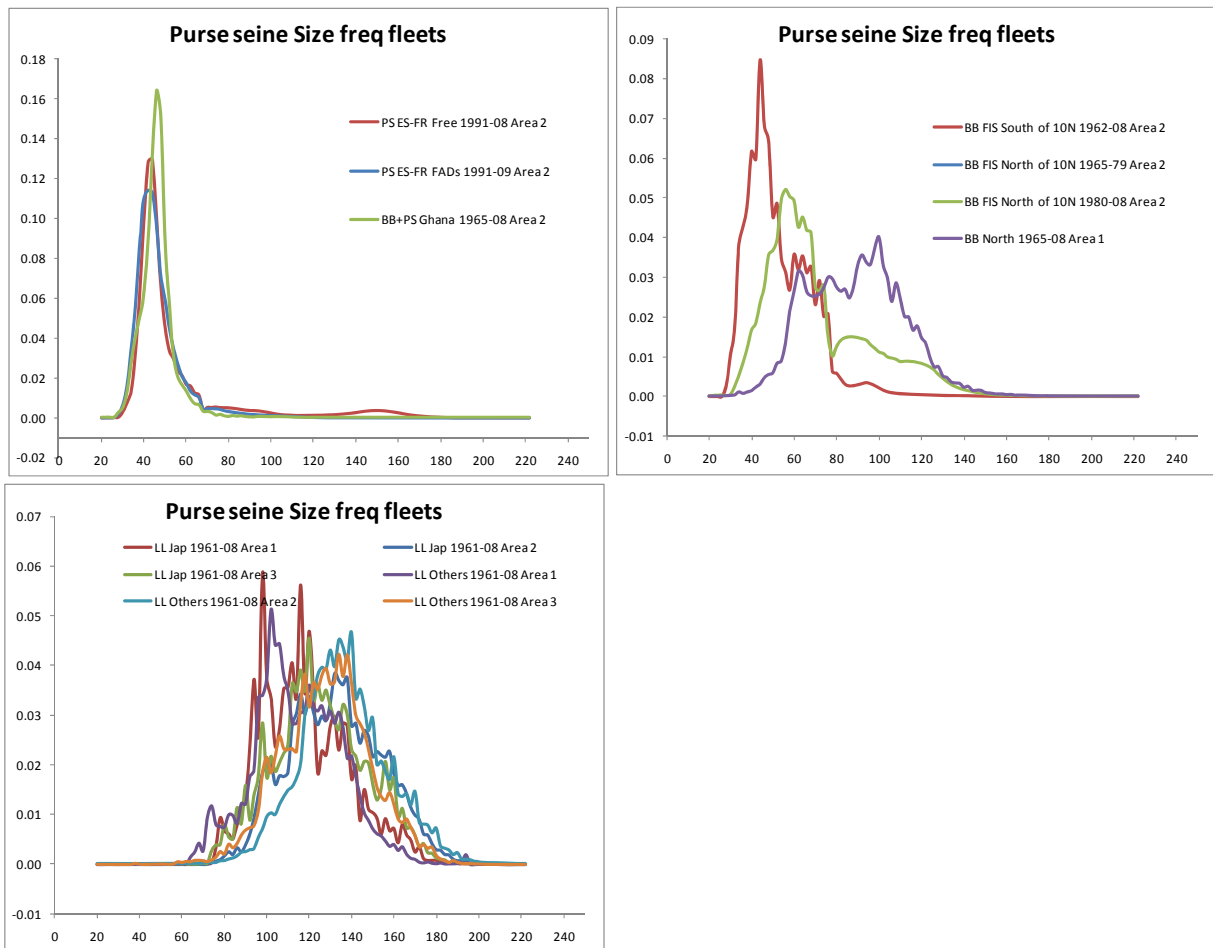 Purse seine Size freq fleets
0.18
0.16
0.14
0.12
0.10
0.08
0.06
0.04
0.02
0.00
-0.02
PS ES-FR Free 1991-08 Area 2
PS ES-FR FADs 1991-09 Area 2
BB+PS Ghana 1965-08 Area 2
0 20 40 60 80 100 120 140 160 180 200 220 240
Purse seine Size freq fleets
0.09
0.08
0.07
0.06
0.05
0.04
0.03
0.02
0.01
0.00
-0.01
BB FIS South of 10N 1962-08 Area 2
BB FIS North of 10N 1965-79 Area 2
BB FIS North of 10N 1980-08 Area 2
BB North 1965-08 Area 1
0 20 40 60 80 100 120 140 160 180 200 220 240
Purse seine Size freq fleets
0.07
0.06
0.05
0.04
0.03
0.02
0.01
0.00
-0.01
LL Jap 1961-08 Area 1 LL Jap 1961-08 Area 2
LL Jap 1961-08 Area 3 LL Others 1961-08 Area 1
LL Others 1961-08 Area 2 LL Others 1961-08 Area 3
0 20 40 60 80 100 120 140 160 180 200 220 240